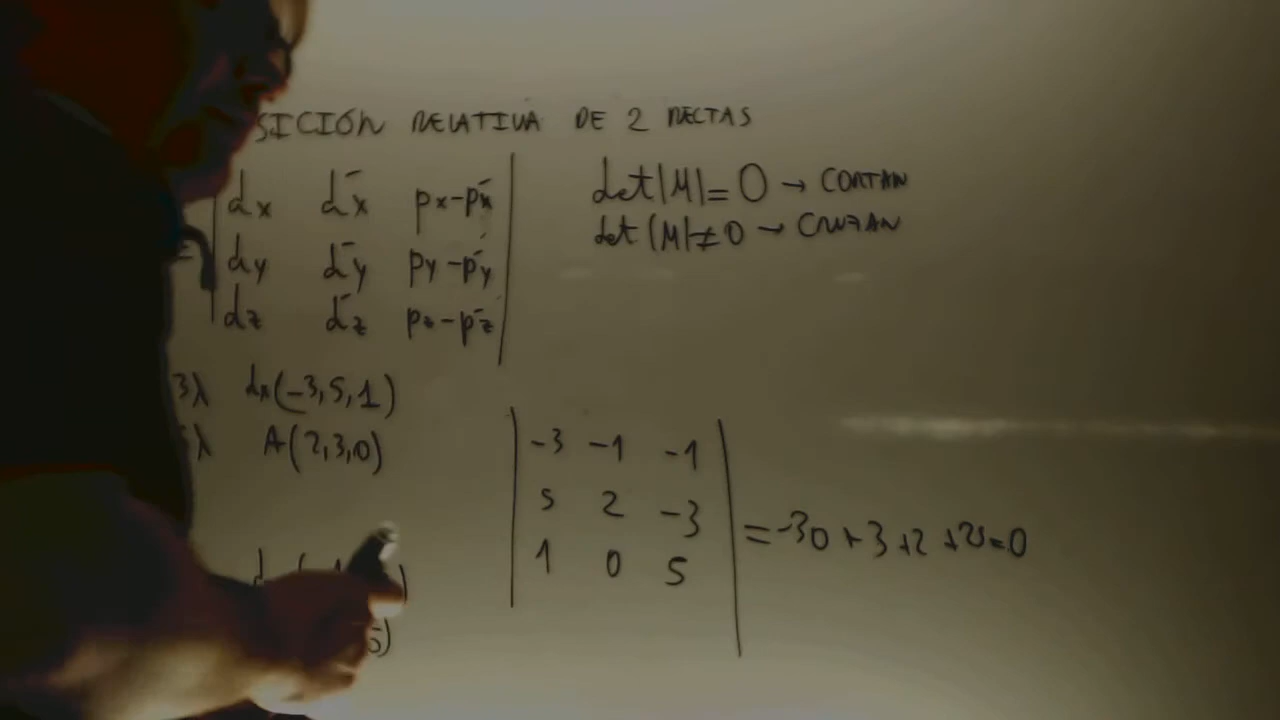 SICIÓN RELATIVA DE 2 RECTAS
dx d̄x px-p̄x
dy d̄y py-p̄y
dz d̄z pz-p̄z
det|M|=0 → CORTAN
det|M|≠0 → CRUZAN
3λ dr(-3,5,1)
λ A(2,3,0)
-3 -1 -1
5 2 -3
1 0 5
=-30+3+2+25=0